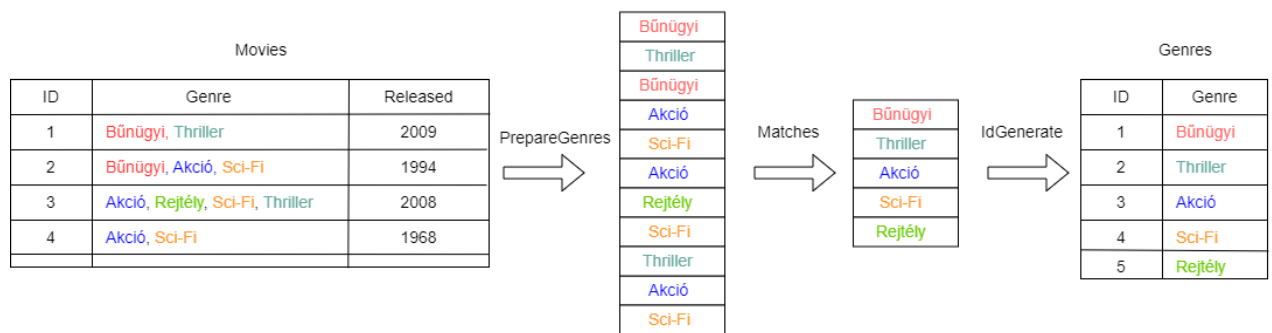 Movies
ID Genre Released
1 Bűnügyi, Thriller 2009
2 Bűnügyi, Akció, Sci-Fi 1994
3 Akció, Rejtély, Sci-Fi, Thriller 2008
4 Akció, Sci-Fi 1968
PrepareGenres
Bűnügyi
Thriller
Bűnügyi
Akció
Sci-Fi
Akció
Rejtély
Sci-Fi
Thriller
Akció
Sci-Fi
Matches
Bűnügyi
Thriller
Akció
Sci-Fi
Rejtély
IdGenerate
Genres
ID Genre
1 Bűnügyi
2 Thriller
3 Akció
4 Sci-Fi
5 Rejtély